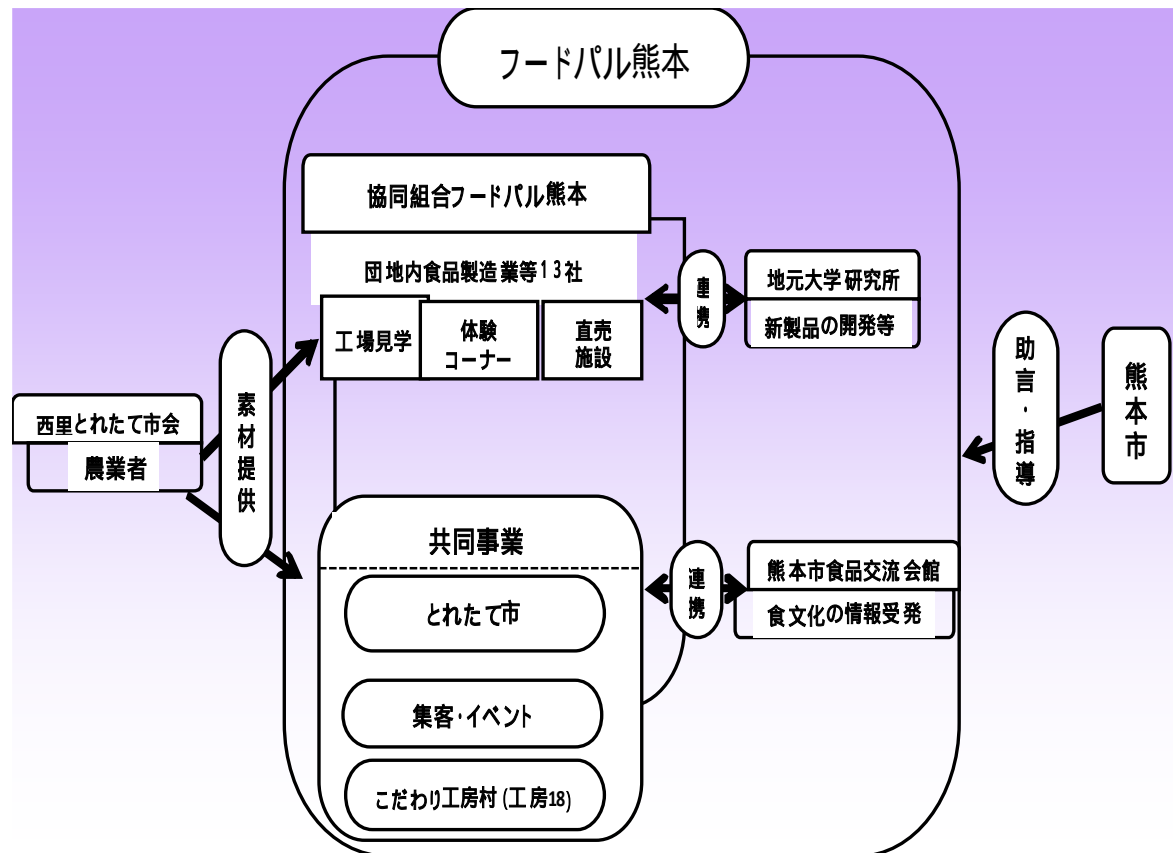 フードパル熊本
協同組合フードパル熊本
団地内食品製造業等13社
工場見学
体験
コーナー
直売
施設
連携
地元大学研究所
新製品の開発等
西里とれたて市会
農業者
素材提供
助言・指導
熊本市
共同事業
とれたて市
集客・イベント
こだわり工房村(工房18)
連携
熊本市食品交流会館
食文化の情報受発